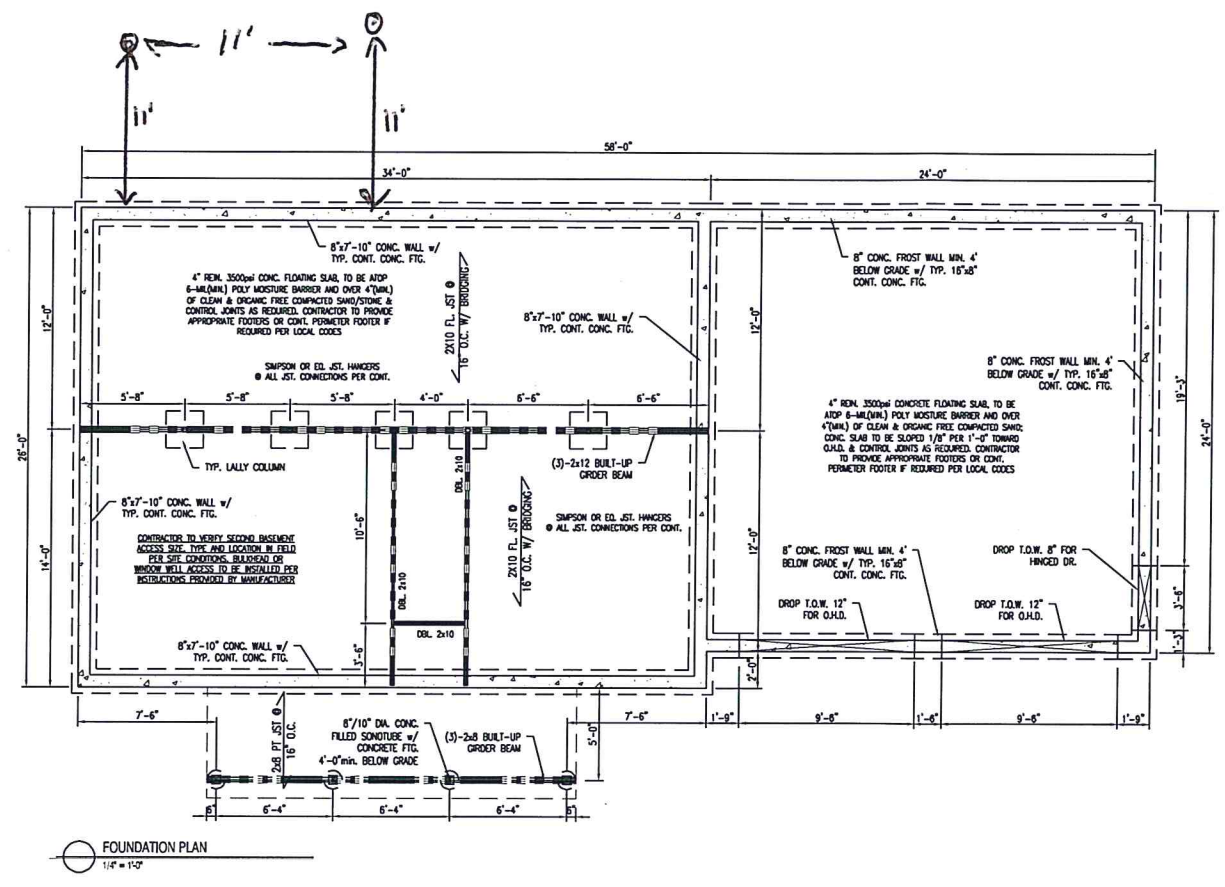 11'
11'
11'
58'-0"
34'-0"
24'-0"
8"x7'-10" CONC. WALL w/
TYP. CONT. CONC. FTG.
4" REIN. 3500psi CONC. FLOATING SLAB, TO BE ATOP
6-MIL(MIN.) POLY MOISTURE BARRIER AND OVER 4"(MIN.)
OF CLEAN & ORGANIC FREE COMPACTED SAND/STONE &
CONTROL JOINTS AS REQUIRED. CONTRACTOR TO PROVIDE
APPROPRIATE FOOTERS OR CONT. PERIMETER FOOTER IF
REQUIRED PER LOCAL CODES
2X10 FL. JST @
16" O.C. W/ BRIDGING
8"x7'-10" CONC. WALL w/
TYP. CONT. CONC. FTG.
SIMPSON OR EQ. JST. HANGERS
@ ALL JST. CONNECTIONS PER CONT.
8" CONC. FROST WALL MIN. 4'
BELOW GRADE w/ TYP. 16"x8"
CONT. CONC. FTG.
8" CONC. FROST WALL MIN. 4'
BELOW GRADE w/ TYP. 16"x8"
CONT. CONC. FTG.
4" REIN. 3500psi CONCRETE FLOATING SLAB, TO BE
ATOP 6-MIL(MIN.) POLY MOISTURE BARRIER AND OVER
4"(MIN.) OF CLEAN & ORGANIC FREE COMPACTED SAND;
CONC. SLAB TO BE SLOPED 1/8" PER 1'-0" TOWARD
O.H.D. & CONTROL JOINTS AS REQUIRED. CONTRACTOR
TO PROVIDE APPROPRIATE FOOTERS OR CONT.
PERIMETER FOOTER IF REQUIRED PER LOCAL CODES
12'-0"
12'-0"
19'-3"
26'-0"
24'-0"
5'-8"
5'-8"
5'-8"
4'-0"
6'-6"
6'-6"
TYP. LALLY COLUMN
DBL. 2x10
(3)-2x12 BUILT-UP
GIRDER BEAM
8"x7'-10" CONC. WALL w/
TYP. CONT. CONC. FTG.
CONTRACTOR TO VERIFY SECOND BASEMENT
ACCESS SIZE, TYPE AND LOCATION IN FIELD
PER SITE CONDITIONS. BULKHEAD OR
WINDOW WELL ACCESS TO BE INSTALLED PER
INSTRUCTIONS PROVIDED BY MANUFACTURER
14'-0"
10'-6"
2X10 FL. JST @
16" O.C. W/ BRIDGING
SIMPSON OR EQ. JST. HANGERS
@ ALL JST. CONNECTIONS PER CONT.
12'-0"
8" CONC. FROST WALL MIN. 4'
BELOW GRADE w/ TYP. 16"x8"
CONT. CONC. FTG.
DROP T.O.W. 8" FOR
HINGED DR.
DROP T.O.W. 12"
FOR O.H.D.
DROP T.O.W. 12"
FOR O.H.D.
3'-6"
1'-3"
DBL. 2x10
DBL. 2x10
8"x7'-10" CONC. WALL w/
TYP. CONT. CONC. FTG.
3'-6"
2'-0"
7'-6"
2x8 PT JST @
16" O.C.
8"/10" DIA. CONC.
FILLED SONOTUBE w/
CONCRETE FTG.
4'-0"min. BELOW GRADE
(3)-2x8 BUILT-UP
GIRDER BEAM
5'-0"
7'-6"
1'-9"
9'-6"
1'-6"
9'-6"
1'-9"
6"
6'-4"
6'-4"
6'-4"
6"
FOUNDATION PLAN
1/4" = 1'-0"